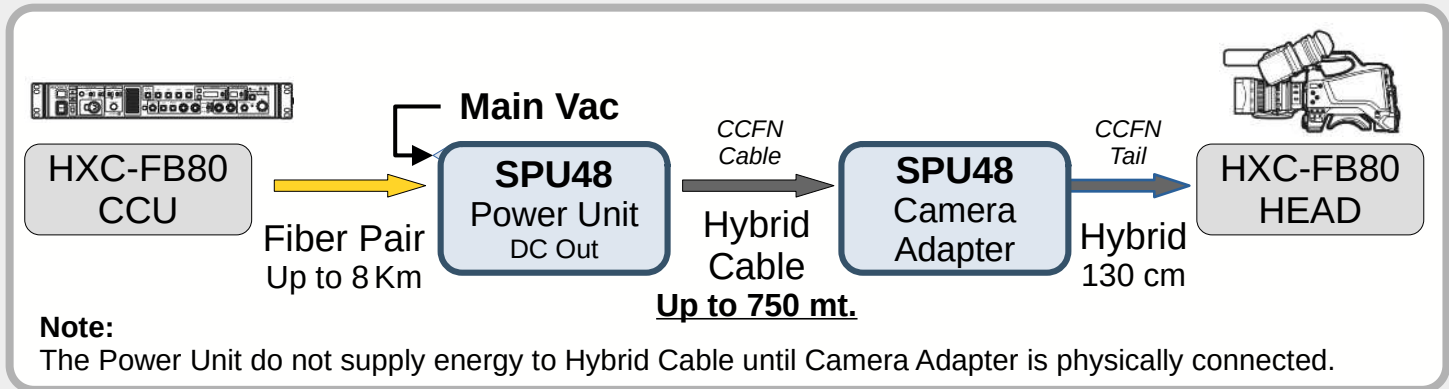 Main Vac
HXC-FB80
CCU
Fiber Pair
Up to 8 Km
SPU48
Power Unit
DC Out
CCFN
Cable
Hybrid
Cable
Up to 750 mt.
SPU48
Camera
Adapter
CCFN
Tail
Hybrid
130 cm
HXC-FB80
HEAD
Note:
The Power Unit do not supply energy to Hybrid Cable until Camera Adapter is physically connected.